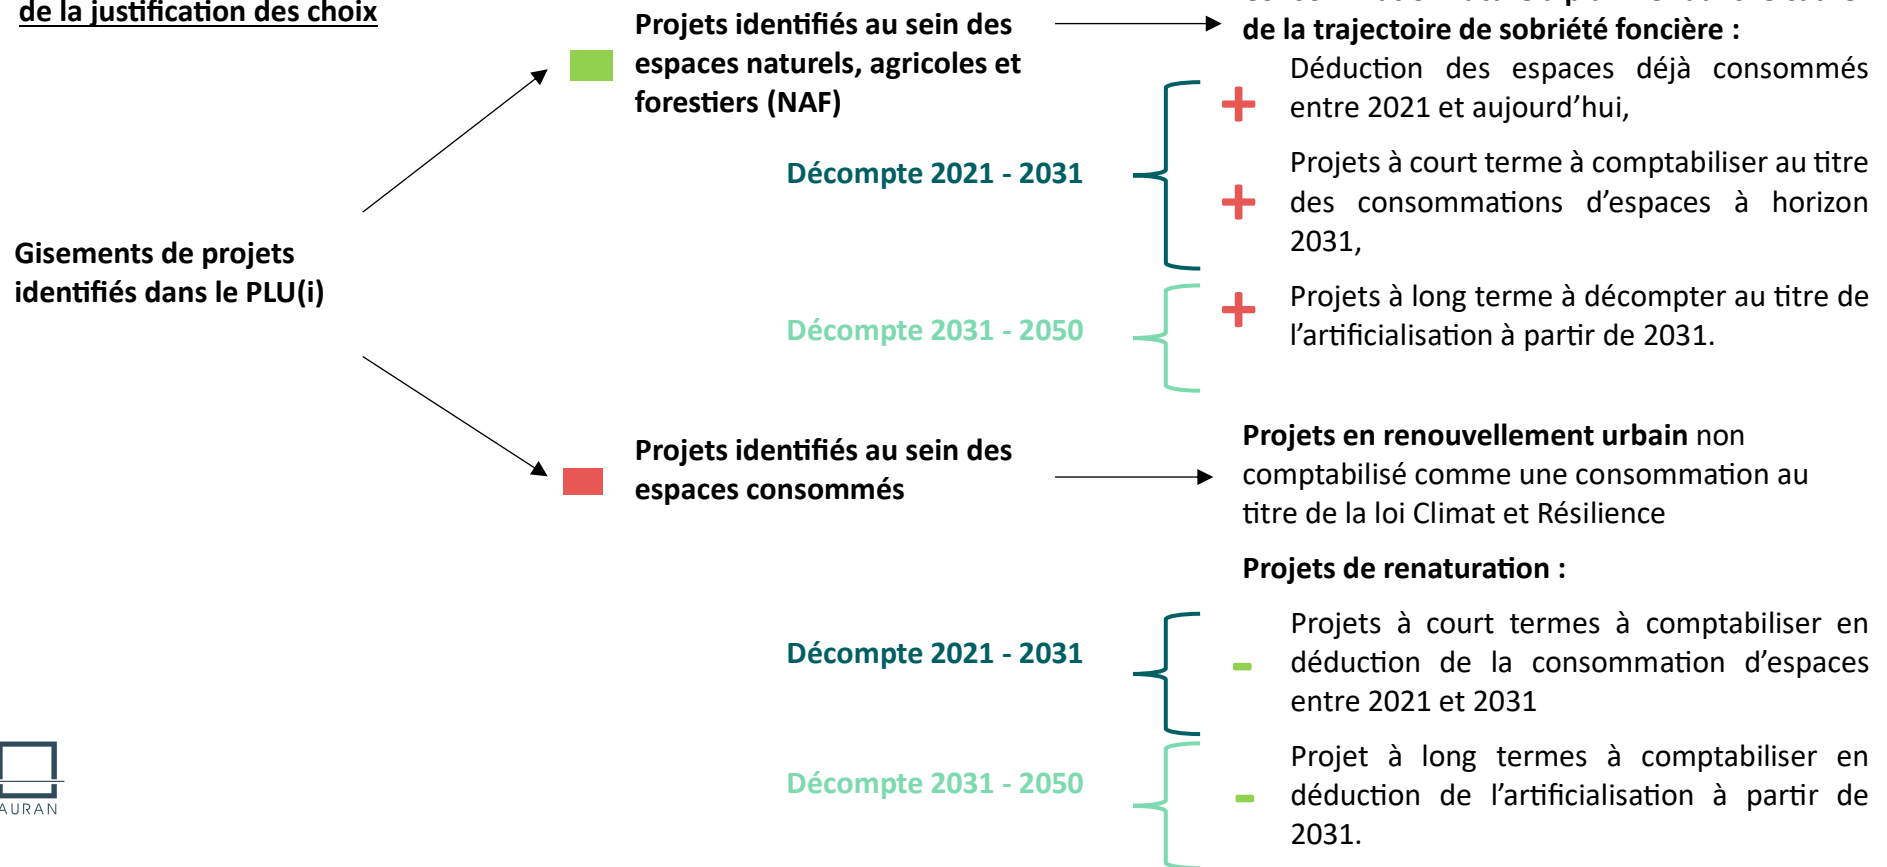 de la justification des choix
Projets identifiés au sein des
espaces naturels, agricoles et
forestiers (NAF)
de la trajectoire de sobriété foncière :
Déduction des espaces déjà consommés
entre 2021 et aujourd’hui,
Décompte 2021 - 2031
Projets à court terme à comptabiliser au titre
des consommations d’espaces à horizon
2031,
Gisements de projets
identifiés dans le PLU(i)
Décompte 2031 - 2050
Projets à long terme à décompter au titre de
l’artificialisation à partir de 2031.
Projets identifiés au sein des
espaces consommés
Projets en renouvellement urbain non
comptabilisé comme une consommation au
titre de la loi Climat et Résilience
Projets de renaturation :
Décompte 2021 - 2031
Projets à court termes à comptabiliser en
déduction de la consommation d’espaces
entre 2021 et 2031
Décompte 2031 - 2050
Projet à long termes à comptabiliser en
déduction de l’artificialisation à partir de
2031.
AURAN